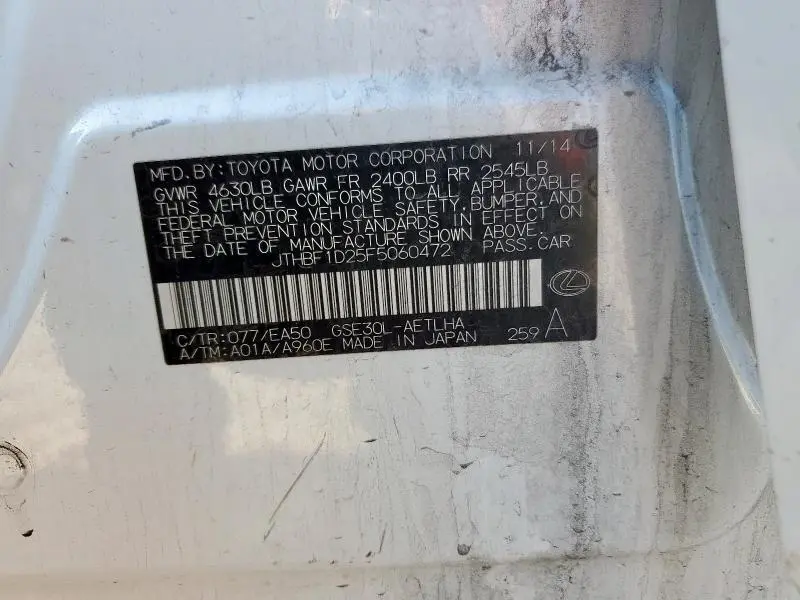 MFD. BY: TOYOTA MOTOR CORPORATION 11/14
GVWR 4630LB GAWR FR 2400LB RR 2545LB
THIS VEHICLE CONFORMS TO ALL APPLICABLE
FEDERAL MOTOR VEHICLE SAFETY, BUMPER, AND
THEFT PREVENTION STANDARDS IN EFFECT ON
THE DATE OF MANUFACTURE SHOWN ABOVE.
JTHBF1D25F5060472 PASS. CAR
C/TR: 077/EA50 GSE30L-AETLHA
A/TM: A01A/A960E MADE IN JAPAN 259 A